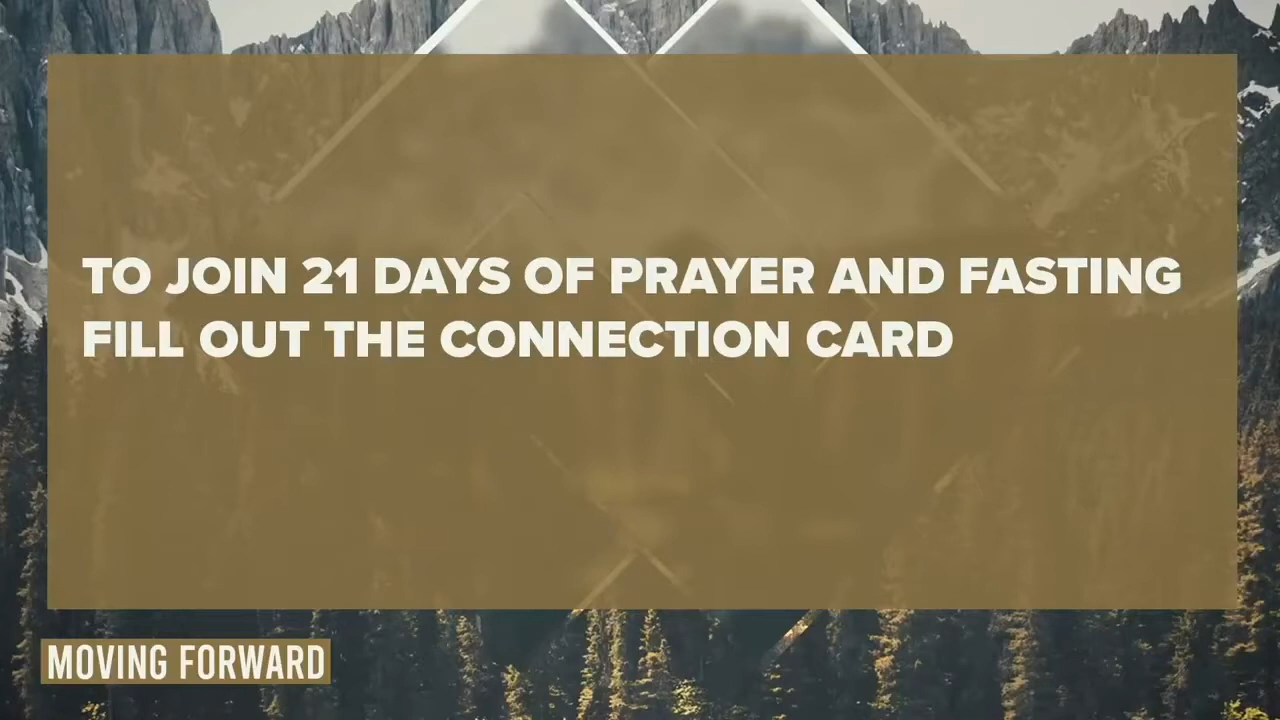 TO JOIN 21 DAYS OF PRAYER AND FASTING
FILL OUT THE CONNECTION CARD
MOVING FORWARD